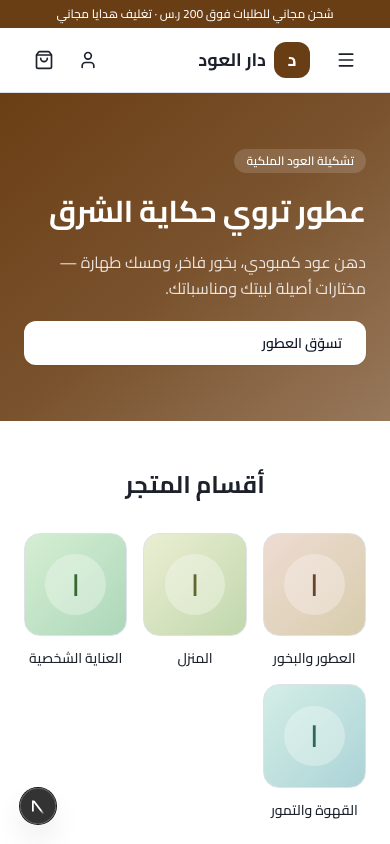 شحن مجاني للطلبات فوق 200 ر.س · تغليف هدايا مجاني
د
دار العود
تشكيلة العود الملكية
عطور تروي حكاية الشرق
دهن عود كمبودي، بخور فاخر، ومسك طهارة —
مختارات أصيلة لبيتك ومناسباتك.
تسوّق العطور
أقسام المتجر
ا
ا
ا
العطور والبخور
المنزل
العناية الشخصية
ا
القهوة والتمور